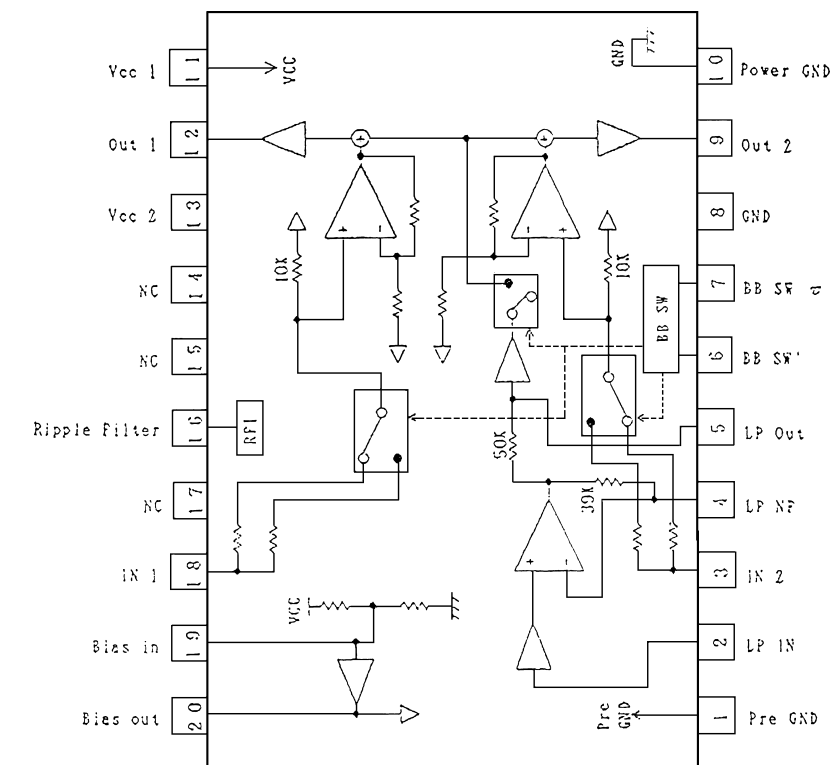 Vcc 1
11
VCC
GND
10
Power GND
Out 1
12
9
Out 2
Vcc 2
13
8
GND
10K
10K
NC
14
BB SW
7
BB SW τ
NC
15
6
BB SW'
Ripple Filter
16
RFI
50K
5
LP Out
NC
17
39K
4
LP NF
IN 1
18
3
IN 2
VCC
Bias in
19
2
LP IN
Bias out
20
Pre
GND
1
Pre GND